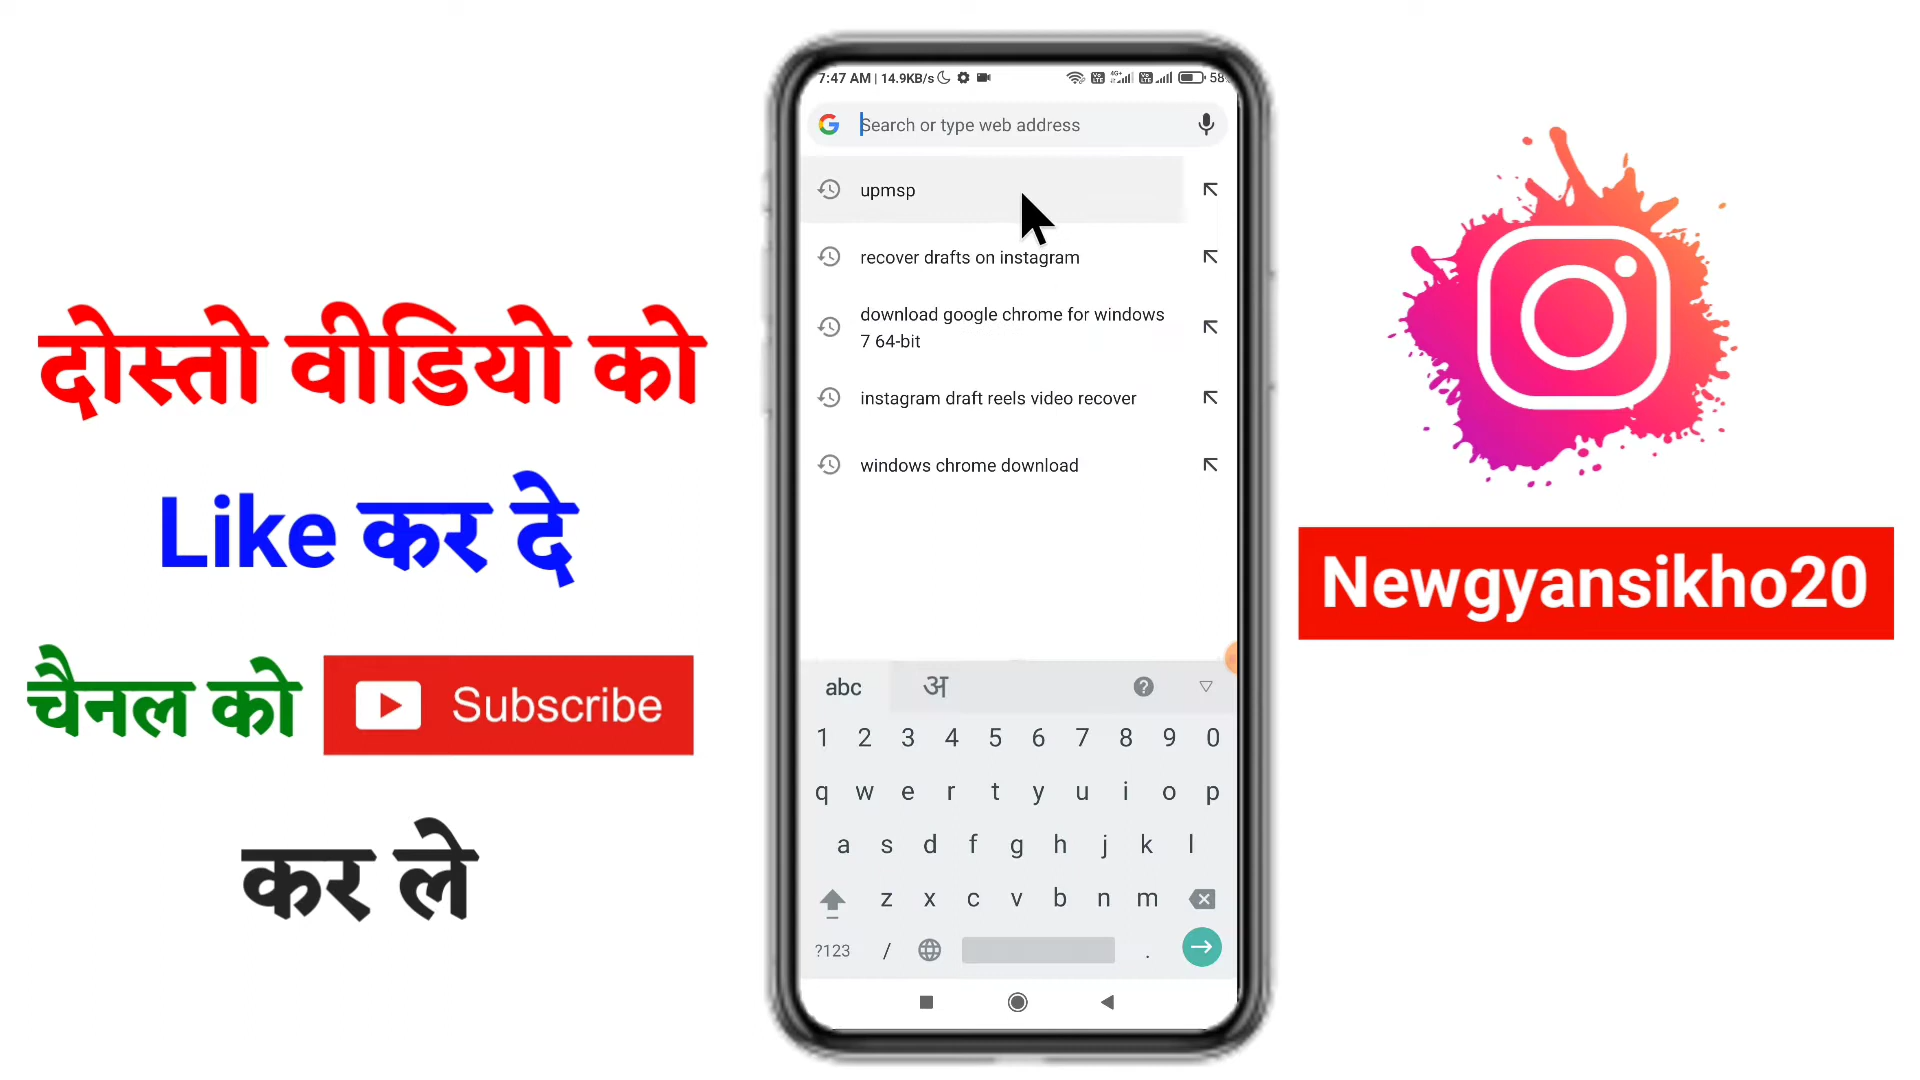 दोस्तो वीडियो को
Like कर दे
चैनल को Subscribe
कर ले
7:47 AM | 14.9KB/s
58
Search or type web address
upmsp
recover drafts on instagram
download google chrome for windows
7 64-bit
instagram draft reels video recover
windows chrome download
abc अ
1 2 3 4 5 6 7 8 9 0
q w e r t y u i o p
a s d f g h j k l
z x c v b n m
?123 / .
Newgyansikho20